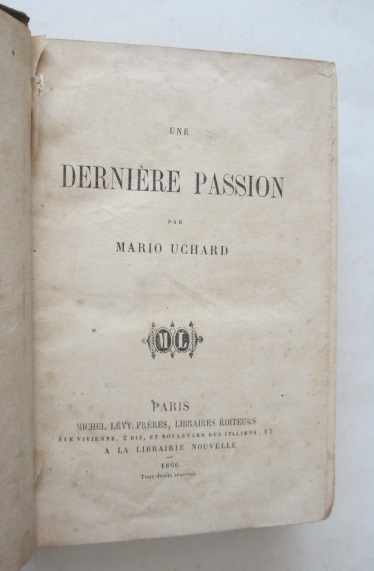 UNE
DERNIÈRE PASSION
PAR
MARIO UCHARD
ML
PARIS
MICHEL LÉVY FRÈRES, LIBRAIRES ÉDITEURS
RUE VIVIENNE, 2 BIS, ET BOULEVARD DES ITALIENS, 15
A LA LIBRAIRIE NOUVELLE
1866
Tous droits réservés